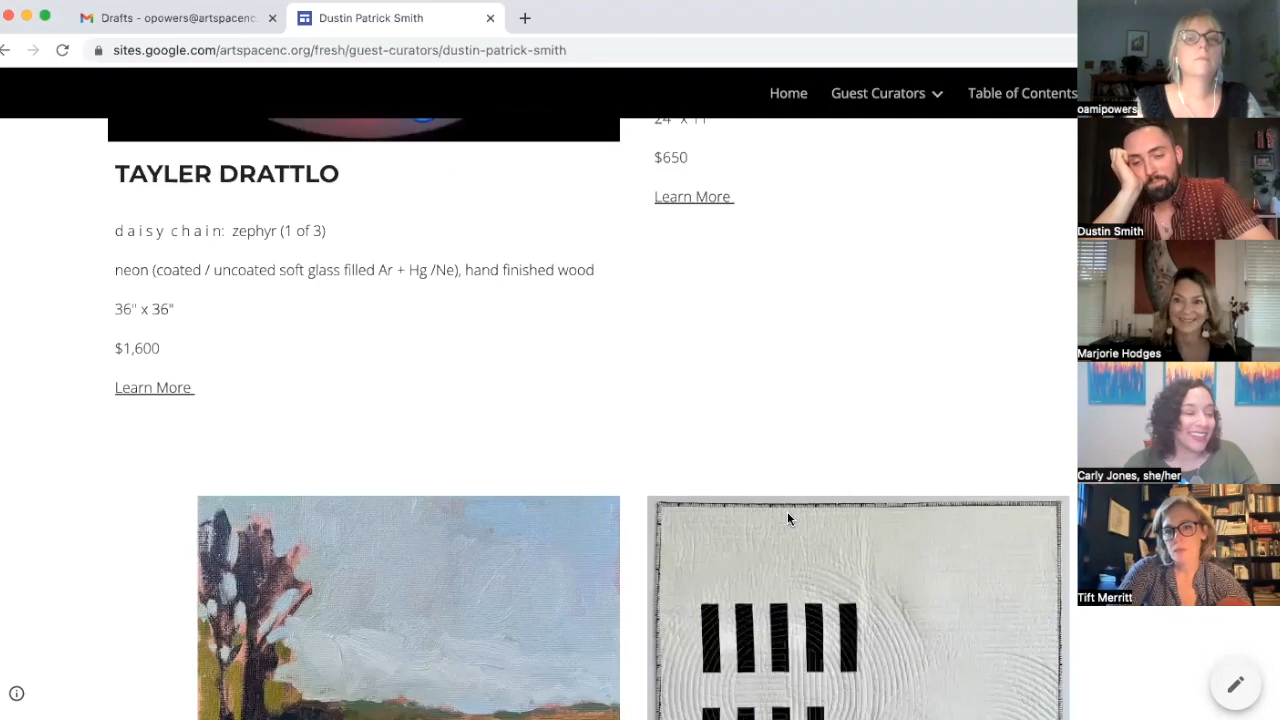 Drafts - opowers@artspacenc.
Dustin Patrick Smith
sites.google.com/artspacenc.org/fresh/guest-curators/dustin-patrick-smith
Home Guest Curators Table of Contents
24" x 11"
$650
Learn More
TAYLER DRATTLO
d a i s y c h a i n: zephyr (1 of 3)
neon (coated / uncoated soft glass filled Ar + Hg /Ne), hand finished wood
36" x 36"
$1,600
Learn More
oamipowers
Dustin Smith
Marjorie Hodges
Carly Jones, she/her
Tift Merritt